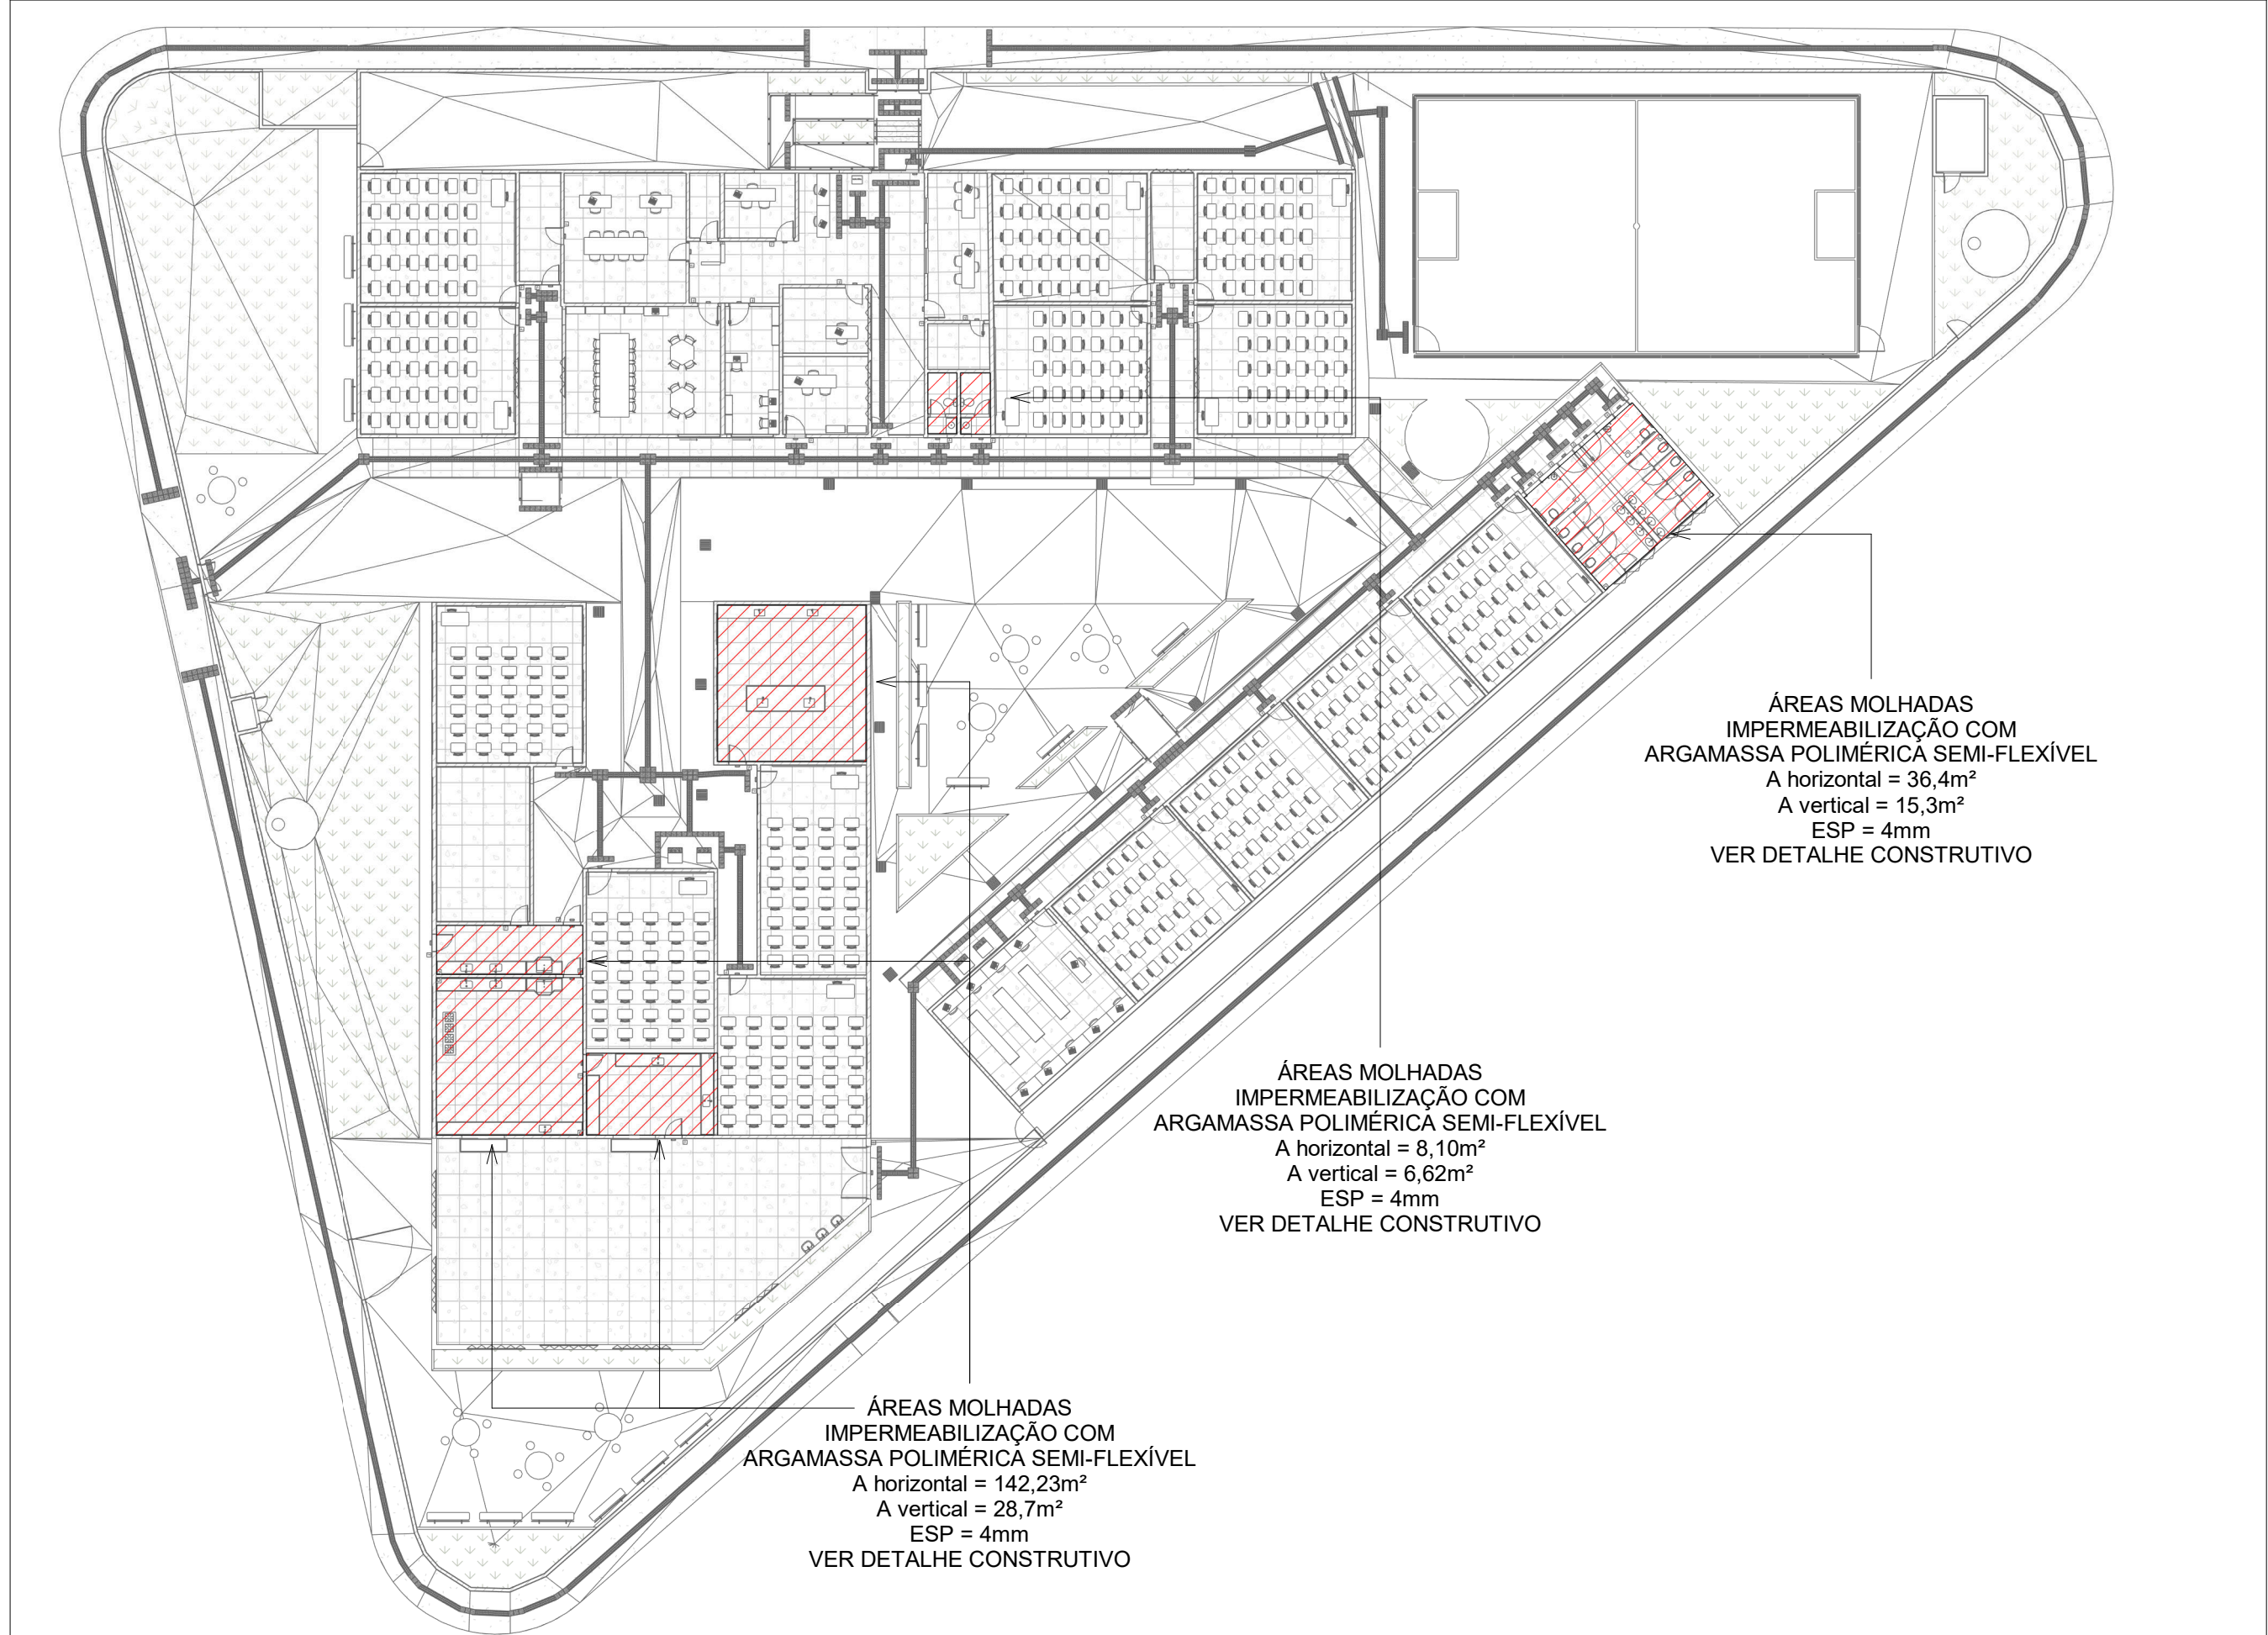 ÁREAS MOLHADAS
IMPERMEABILIZAÇÃO COM
ARGAMASSA POLIMÉRICA SEMI-FLEXÍVEL
A horizontal = 36,4m²
A vertical = 15,3m²
ESP = 4mm
VER DETALHE CONSTRUTIVO
ÁREAS MOLHADAS
IMPERMEABILIZAÇÃO COM
ARGAMASSA POLIMÉRICA SEMI-FLEXÍVEL
A horizontal = 8,10m²
A vertical = 6,62m²
ESP = 4mm
VER DETALHE CONSTRUTIVO
ÁREAS MOLHADAS
IMPERMEABILIZAÇÃO COM
ARGAMASSA POLIMÉRICA SEMI-FLEXÍVEL
A horizontal = 142,23m²
A vertical = 28,7m²
ESP = 4mm
VER DETALHE CONSTRUTIVO